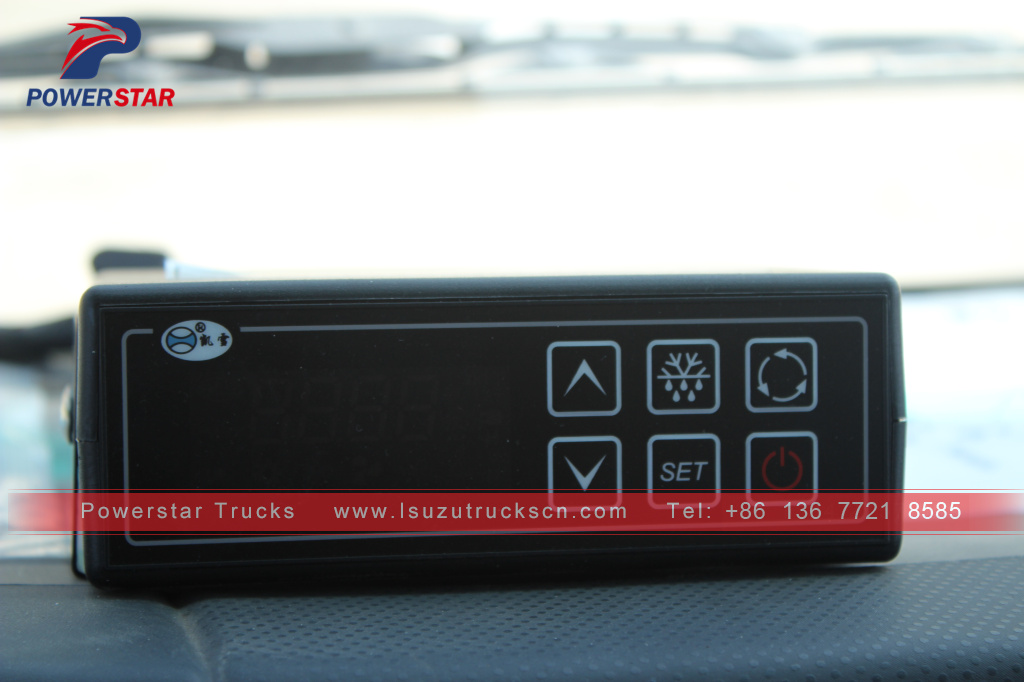 POWERSTAR
凯雪
SET
Powerstar Trucks www.Isuzutruckscn.com Tel: +86 136 7721 8585